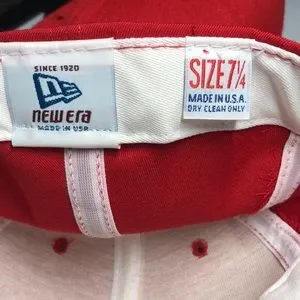 SINCE 1920
new era
MADE IN USA
SIZE 7¼
MADE IN U.S.A.
DRY CLEAN ONLY